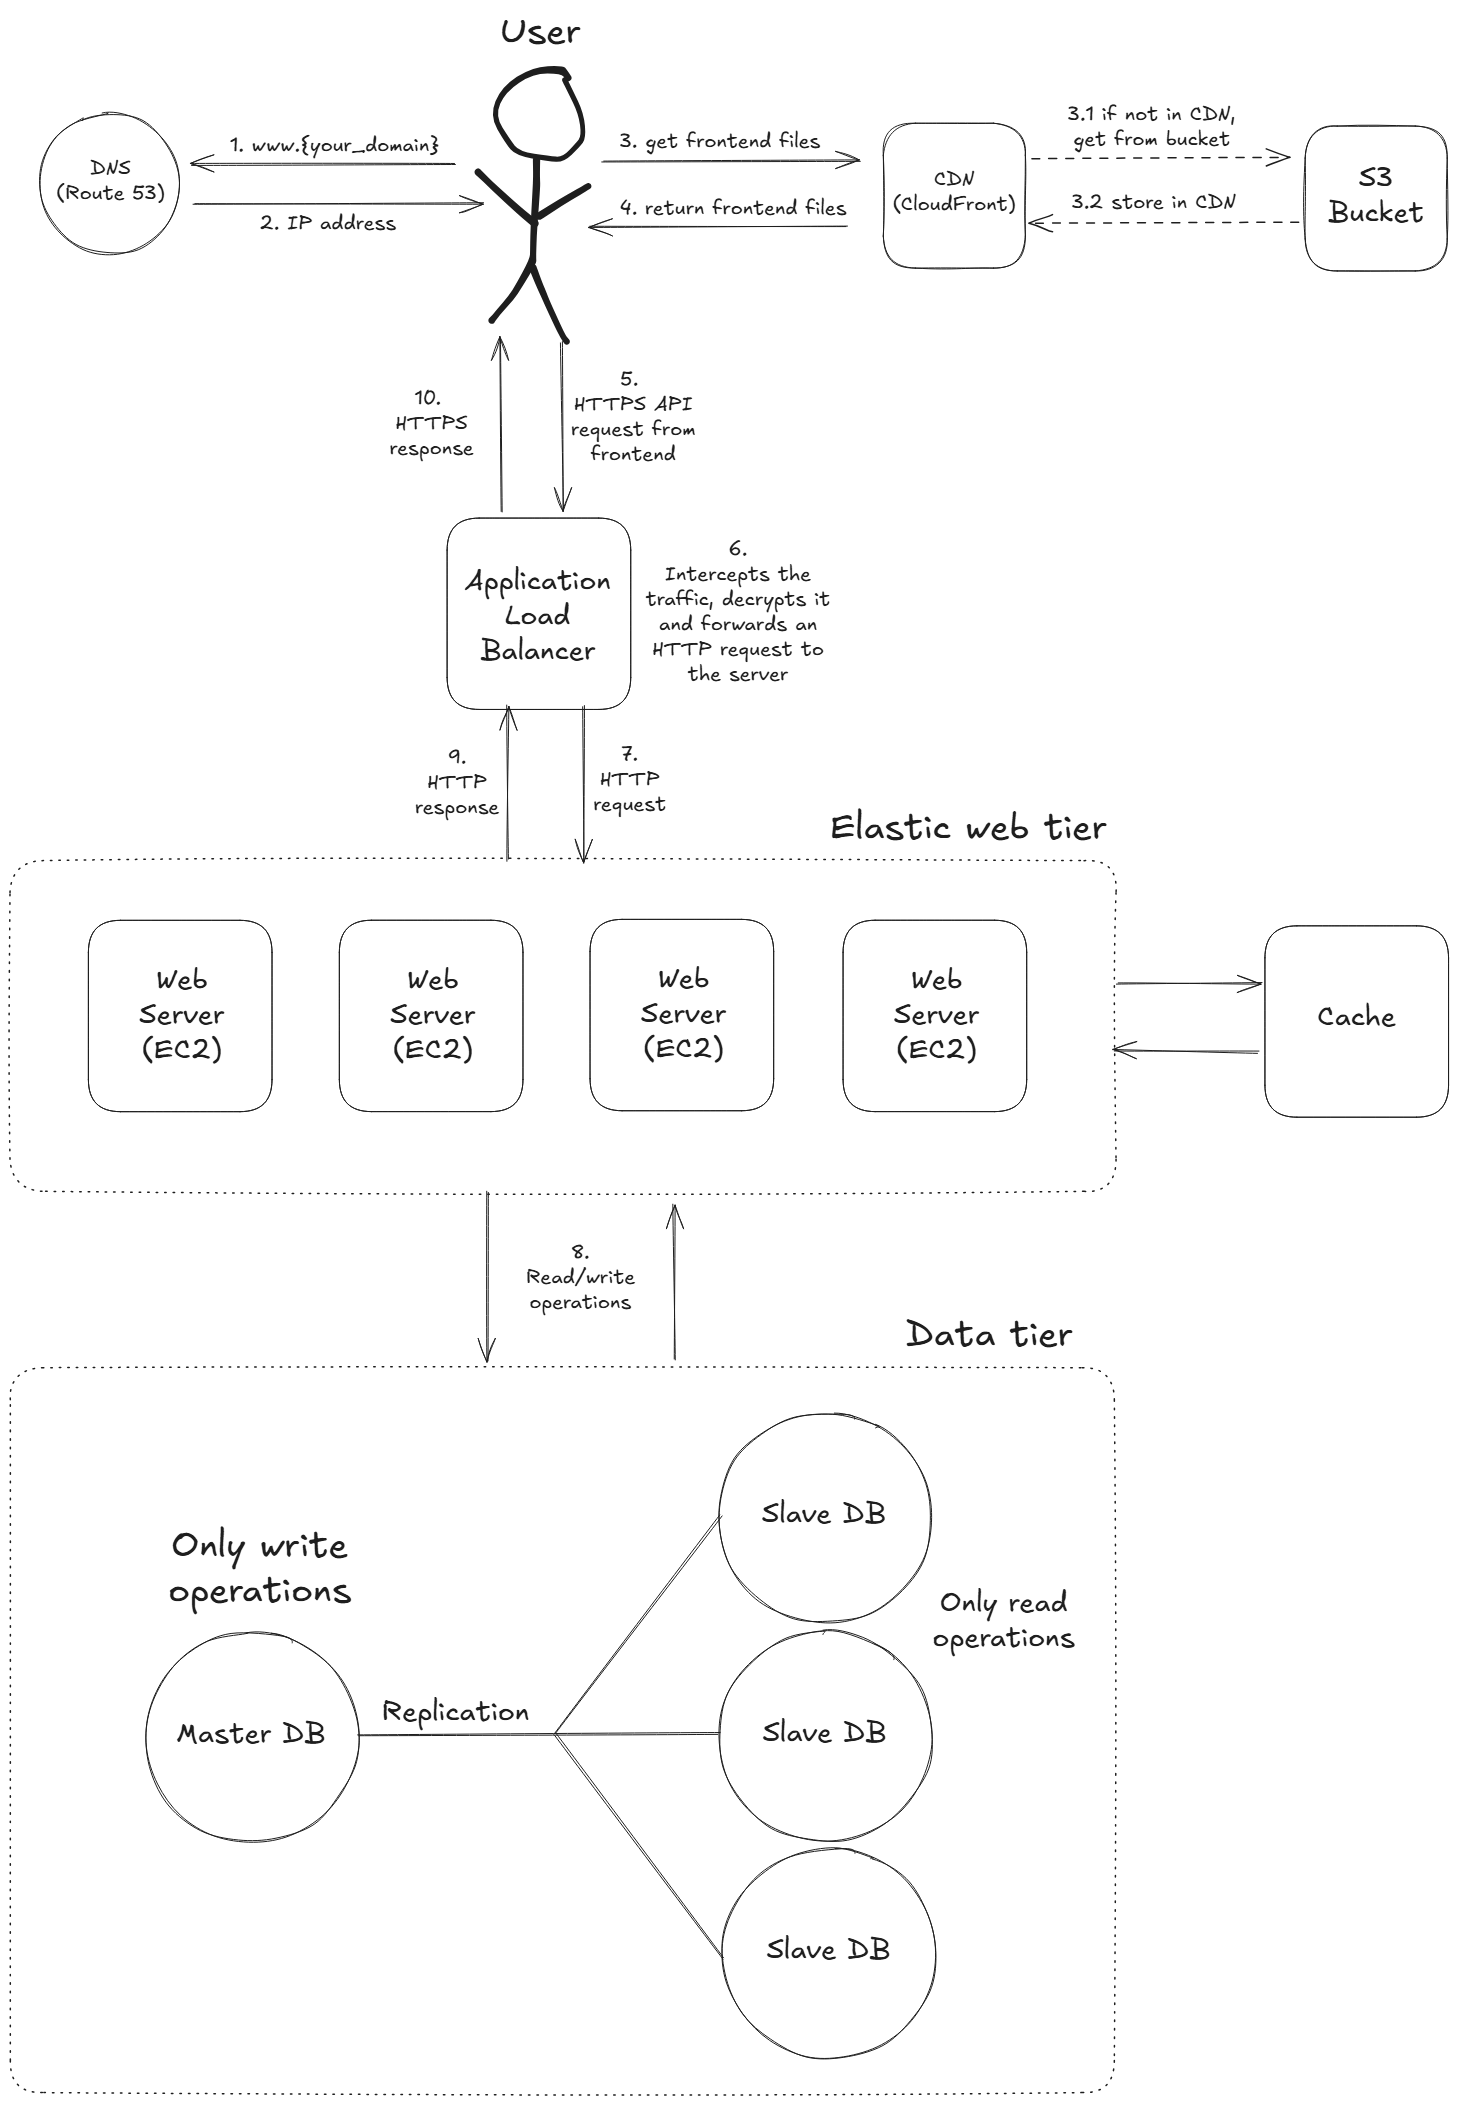 User
DNS
(Route 53)
1. www.{your_domain}
2. IP address
3. get frontend files
4. return frontend files
CDN
(CloudFront)
3.1 if not in CDN,
get from bucket
3.2 store in CDN
S3
Bucket
10.
HTTPS
response
5.
HTTPS API
request from
frontend
Application
Load
Balancer
6.
Intercepts the
traffic, decrypts it
and forwards an
HTTP request to
the server
9.
HTTP
response
7.
HTTP
request
Elastic web tier
Web
Server
(EC2)
Web
Server
(EC2)
Web
Server
(EC2)
Web
Server
(EC2)
Cache
8.
Read/write
operations
Data tier
Only write
operations
Master DB
Replication
Slave DB
Only read
operations
Slave DB
Slave DB